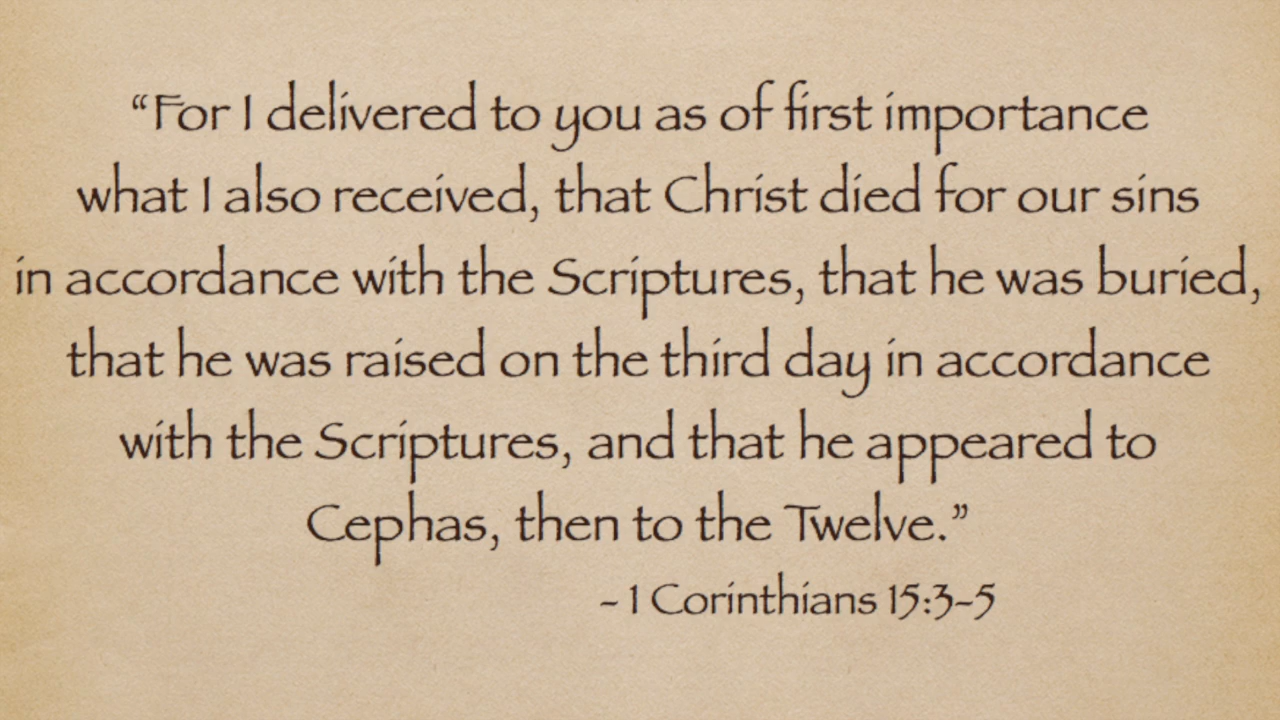 “For I delivered to you as of first importance
what I also received, that Christ died for our sins
in accordance with the Scriptures, that he was buried,
that he was raised on the third day in accordance
with the Scriptures, and that he appeared to
Cephas, then to the Twelve.”
- 1 Corinthians 15:3-5